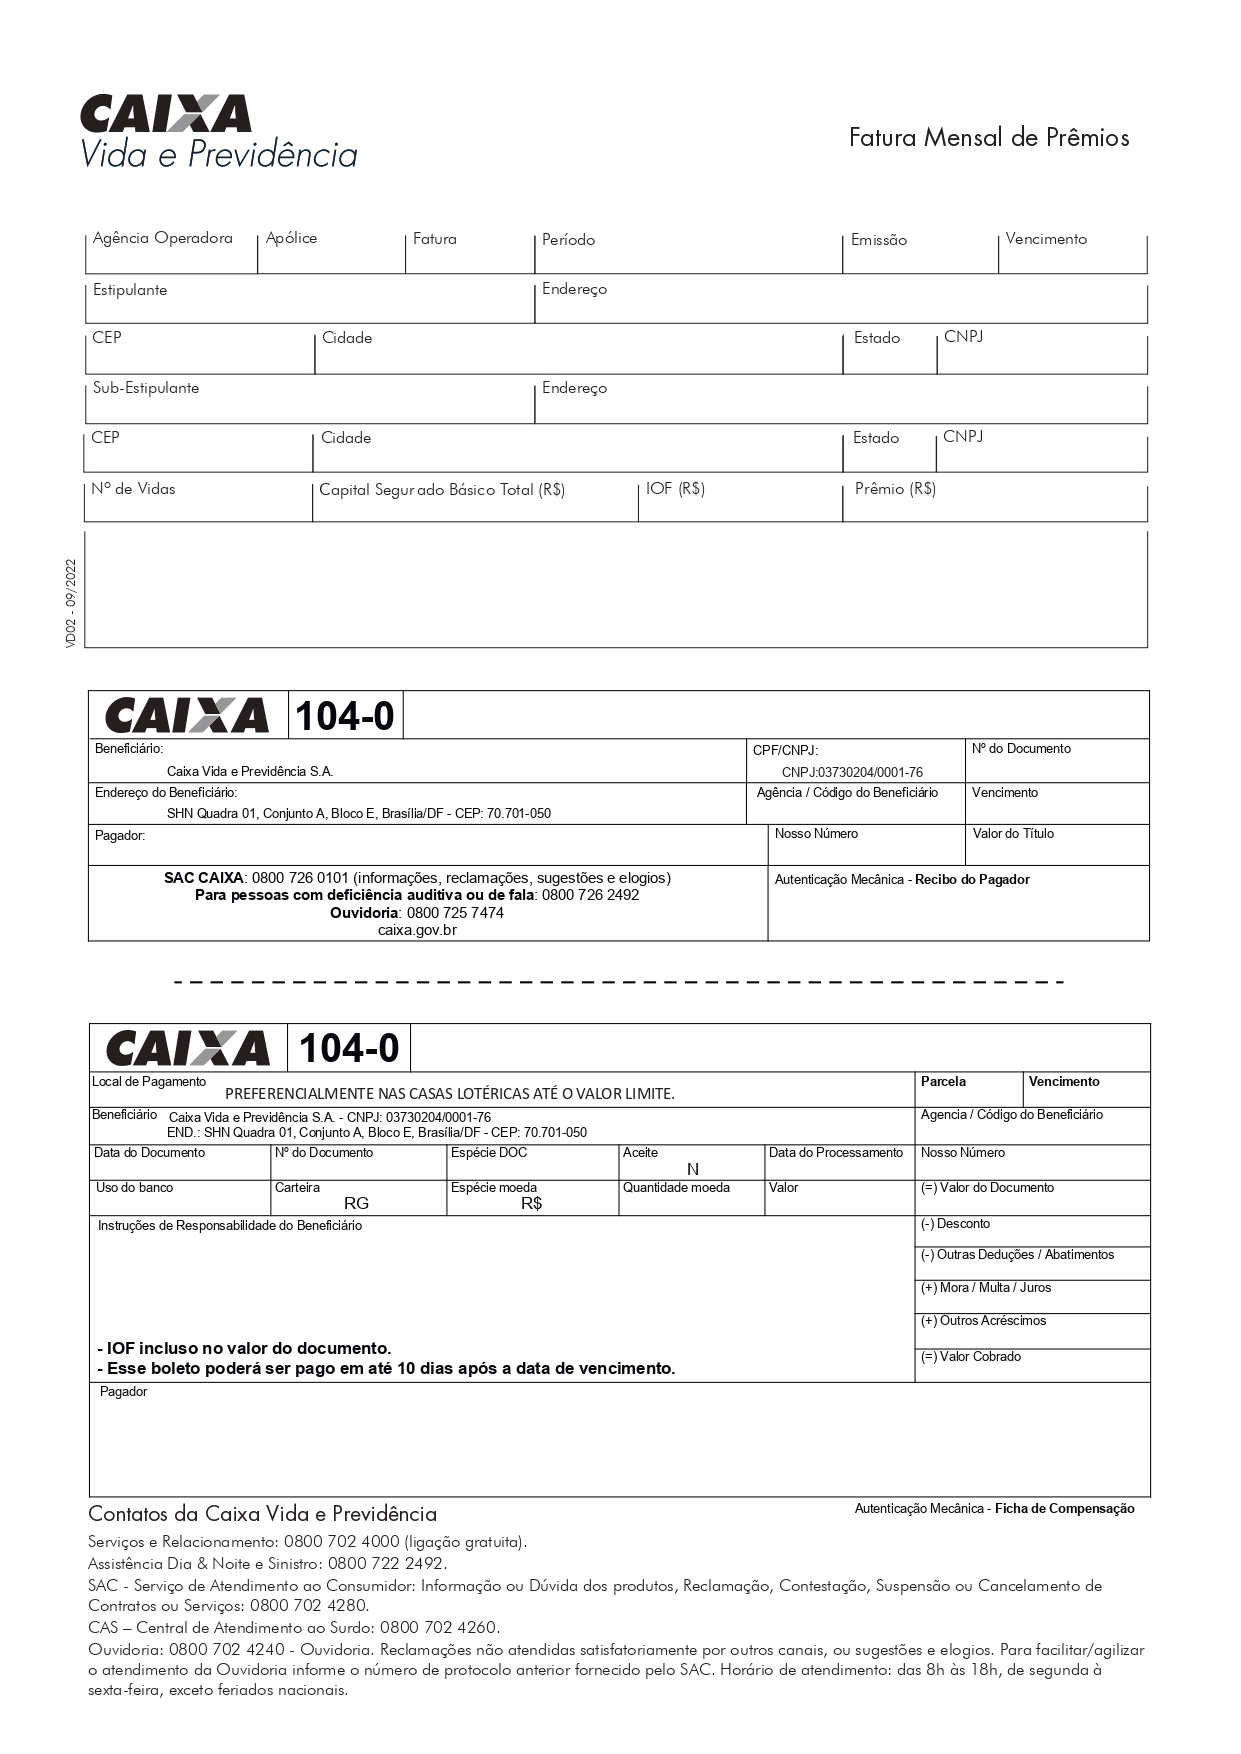 CAIXA
Vida e Previdência
Fatura Mensal de Prêmios
Agência Operadora Apólice Fatura Período Emissão Vencimento
Estipulante Endereço
CEP Cidade Estado CNPJ
Sub-Estipulante Endereço
CEP Cidade Estado CNPJ
Nº de Vidas Capital Segurado Básico Total (R$) IOF (R$) Prêmio (R$)
VD02 - 09/2022
CAIXA 104-0
Beneficiário: CPF/CNPJ: Nº do Documento
Caixa Vida e Previdência S.A. CNPJ:03730204/0001-76
Endereço do Beneficiário: Agência / Código do Beneficiário Vencimento
SHN Quadra 01, Conjunto A, Bloco E, Brasília/DF - CEP: 70.701-050
Pagador: Nosso Número Valor do Título
SAC CAIXA: 0800 726 0101 (informações, reclamações, sugestões e elogios)
Para pessoas com deficiência auditiva ou de fala: 0800 726 2492
Ouvidoria: 0800 725 7474
caixa.gov.br
Autenticação Mecânica - Recibo do Pagador
CAIXA 104-0
Local de Pagamento PREFERENCIALMENTE NAS CASAS LOTÉRICAS ATÉ O VALOR LIMITE. Parcela Vencimento
Beneficiário Caixa Vida e Previdência S.A. - CNPJ: 03730204/0001-76 Agencia / Código do Beneficiário
END.: SHN Quadra 01, Conjunto A, Bloco E, Brasília/DF - CEP: 70.701-050
Data do Documento Nº do Documento Espécie DOC Aceite Data do Processamento Nosso Número
N
Uso do banco Carteira Espécie moeda Quantidade moeda Valor (=) Valor do Documento
RG R$
Instruções de Responsabilidade do Beneficiário (-) Desconto
(-) Outras Deduções / Abatimentos
(+) Mora / Multa / Juros
(+) Outros Acréscimos
- IOF incluso no valor do documento.
(=) Valor Cobrado
- Esse boleto poderá ser pago em até 10 dias após a data de vencimento.
Pagador
Autenticação Mecânica - Ficha de Compensação
Contatos da Caixa Vida e Previdência
Serviços e Relacionamento: 0800 702 4000 (ligação gratuita).
Assistência Dia & Noite e Sinistro: 0800 722 2492.
SAC - Serviço de Atendimento ao Consumidor: Informação ou Dúvida dos produtos, Reclamação, Contestação, Suspensão ou Cancelamento de
Contratos ou Serviços: 0800 702 4280.
CAS – Central de Atendimento ao Surdo: 0800 702 4260.
Ouvidoria: 0800 702 4240 - Ouvidoria. Reclamações não atendidas satisfatoriamente por outros canais, ou sugestões e elogios. Para facilitar/agilizar
o atendimento da Ouvidoria informe o número de protocolo anterior fornecido pelo SAC. Horário de atendimento: das 8h às 18h, de segunda à
sexta-feira, exceto feriados nacionais.